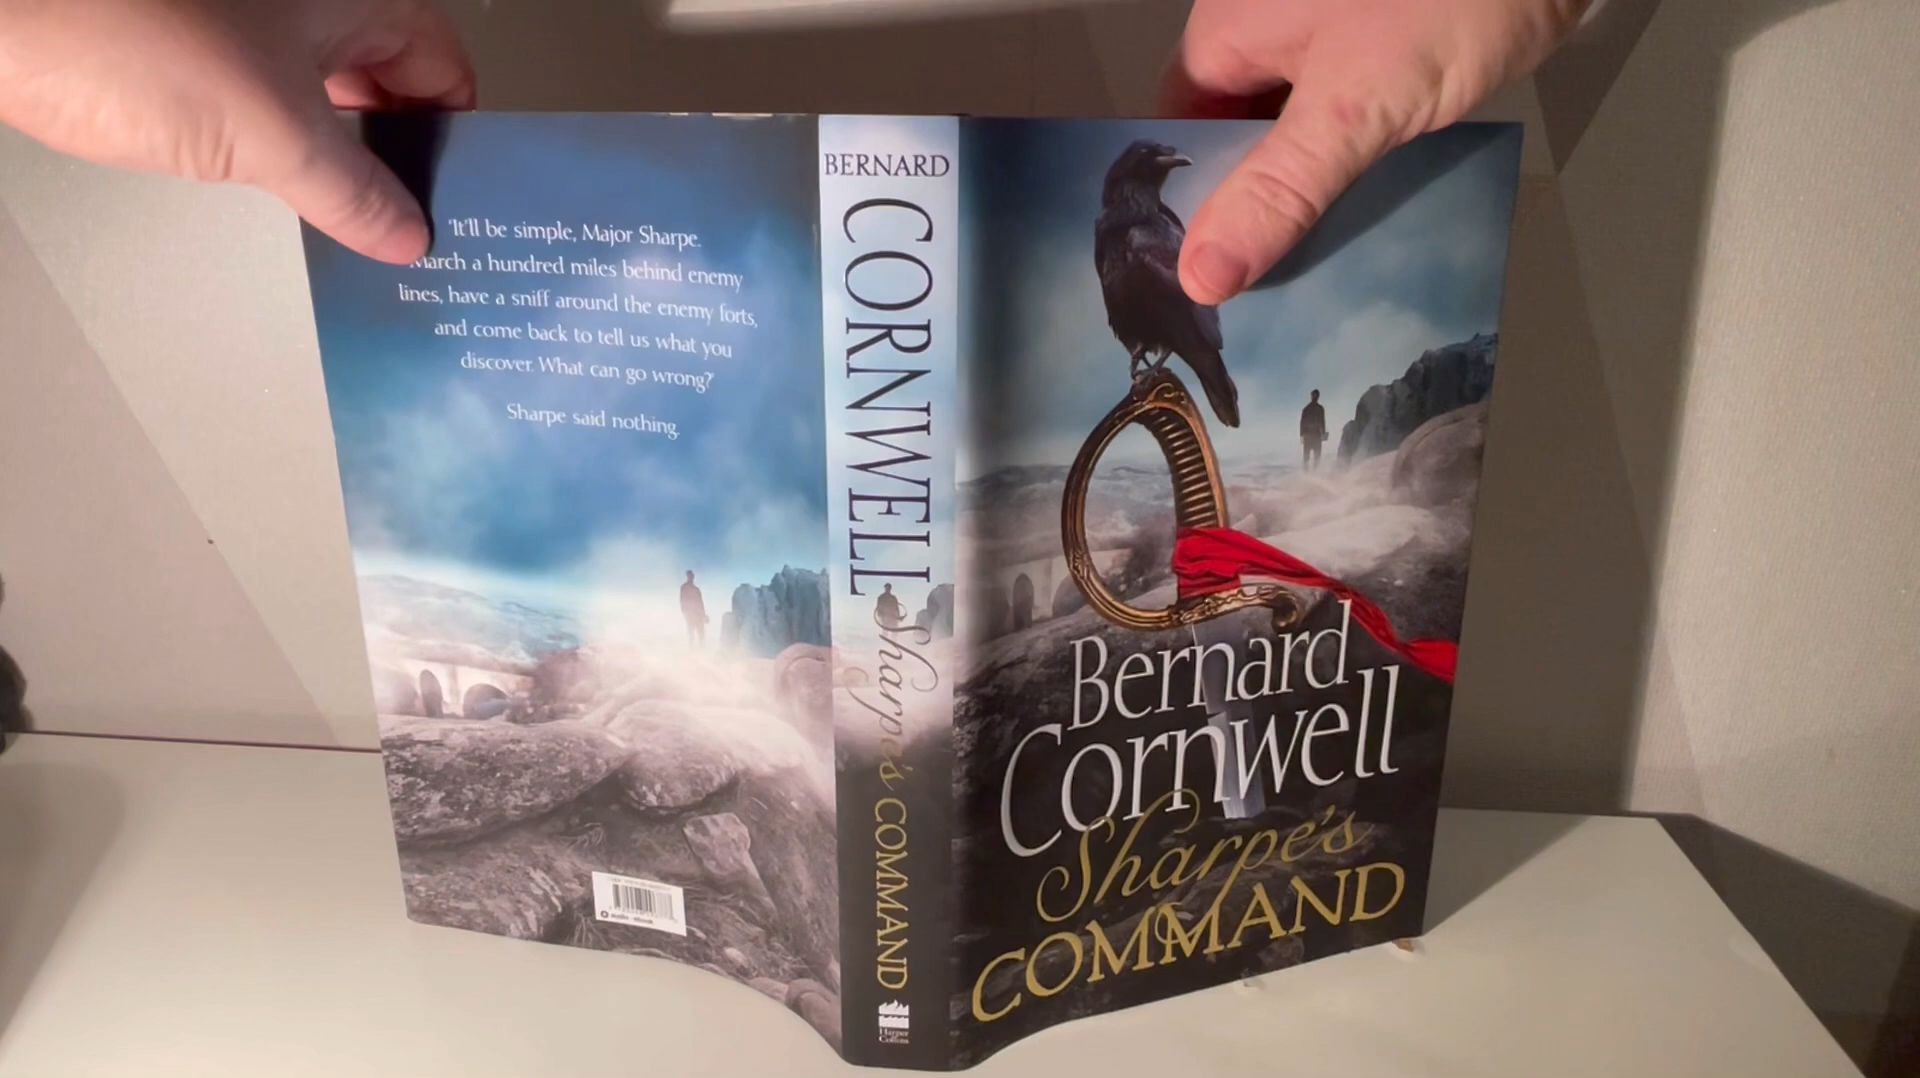 'It'll be simple, Major Sharpe.
March a hundred miles behind enemy
lines, have a sniff around the enemy forts,
and come back to tell us what you
discover. What can go wrong?'
Sharpe said nothing.
audio · ebook
BERNARD
CORNWELL
Sharpe's
COMMAND
Harper
Collins
Bernard
Cornwell
Sharpe's
COMMAND